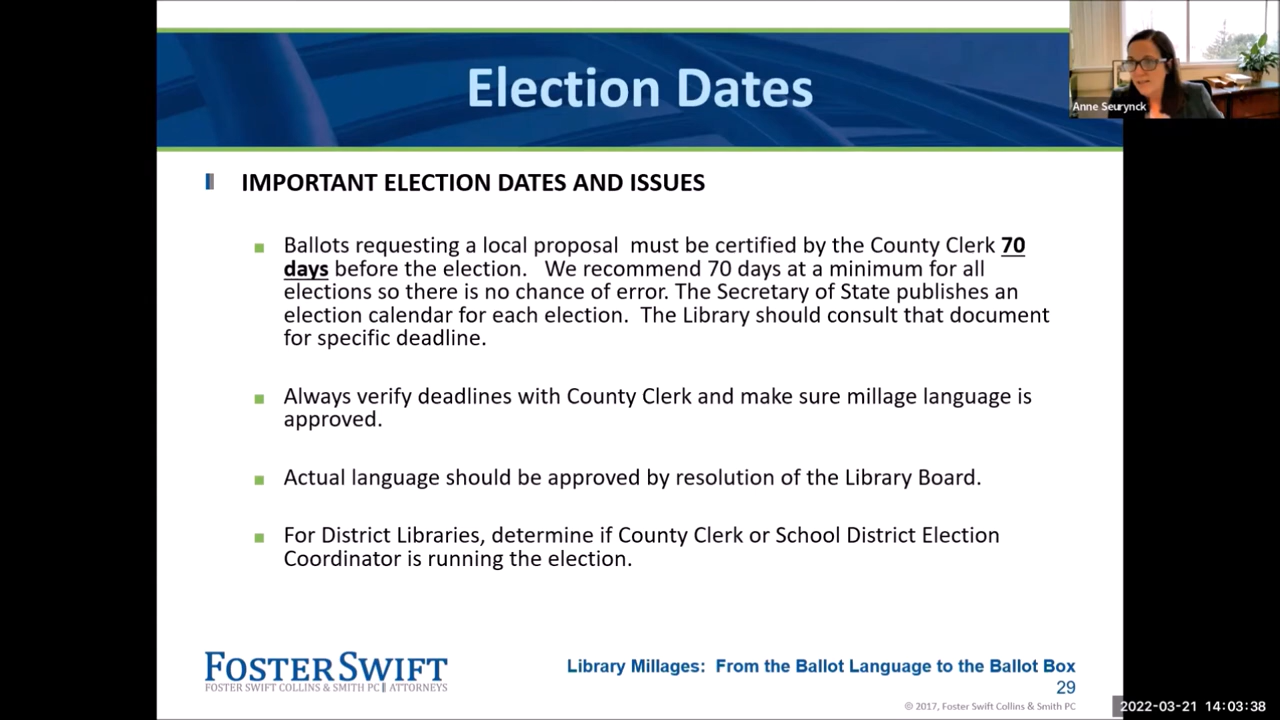 Election Dates
Anne Seurynck
IMPORTANT ELECTION DATES AND ISSUES
Ballots requesting a local proposal must be certified by the County Clerk 70
days before the election. We recommend 70 days at a minimum for all
elections so there is no chance of error. The Secretary of State publishes an
election calendar for each election. The Library should consult that document
for specific deadline.
Always verify deadlines with County Clerk and make sure millage language is
approved.
Actual language should be approved by resolution of the Library Board.
For District Libraries, determine if County Clerk or School District Election
Coordinator is running the election.
FOSTER SWIFT
FOSTER SWIFT COLLINS & SMITH PC || ATTORNEYS
Library Millages: From the Ballot Language to the Ballot Box
29
© 2017, Foster Swift Collins & Smith PC
2022-03-21 14:03:38